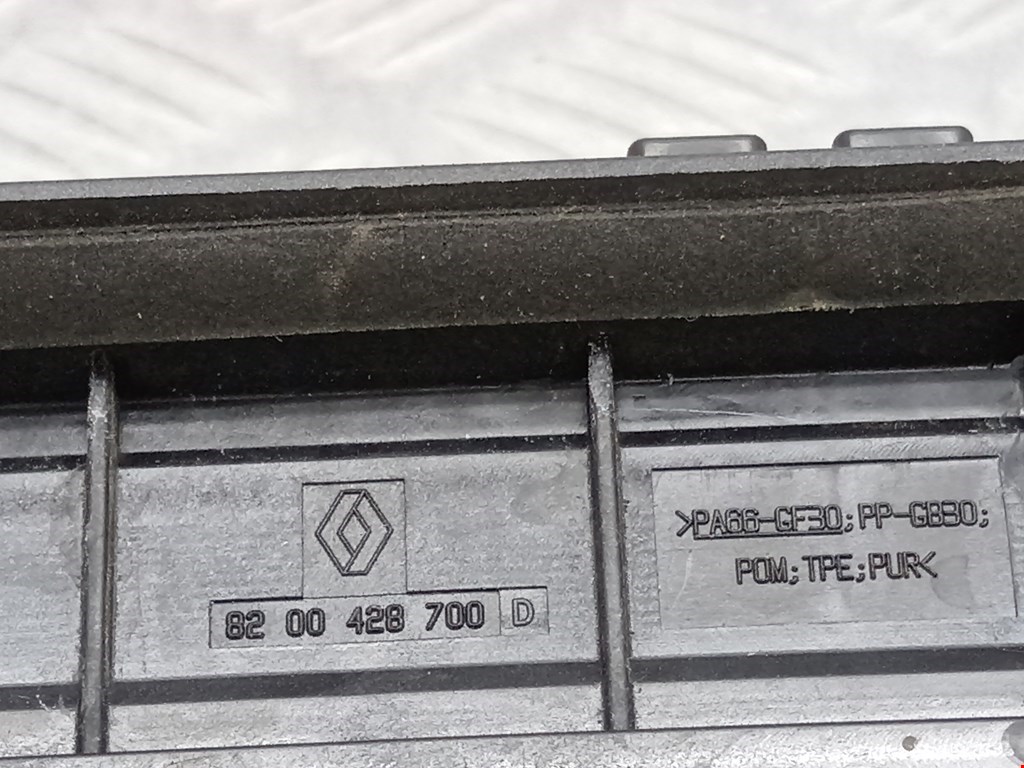 82 00 428 700 D
>PA66-GF30; PP-GB30;
POM; TPE; PUR<